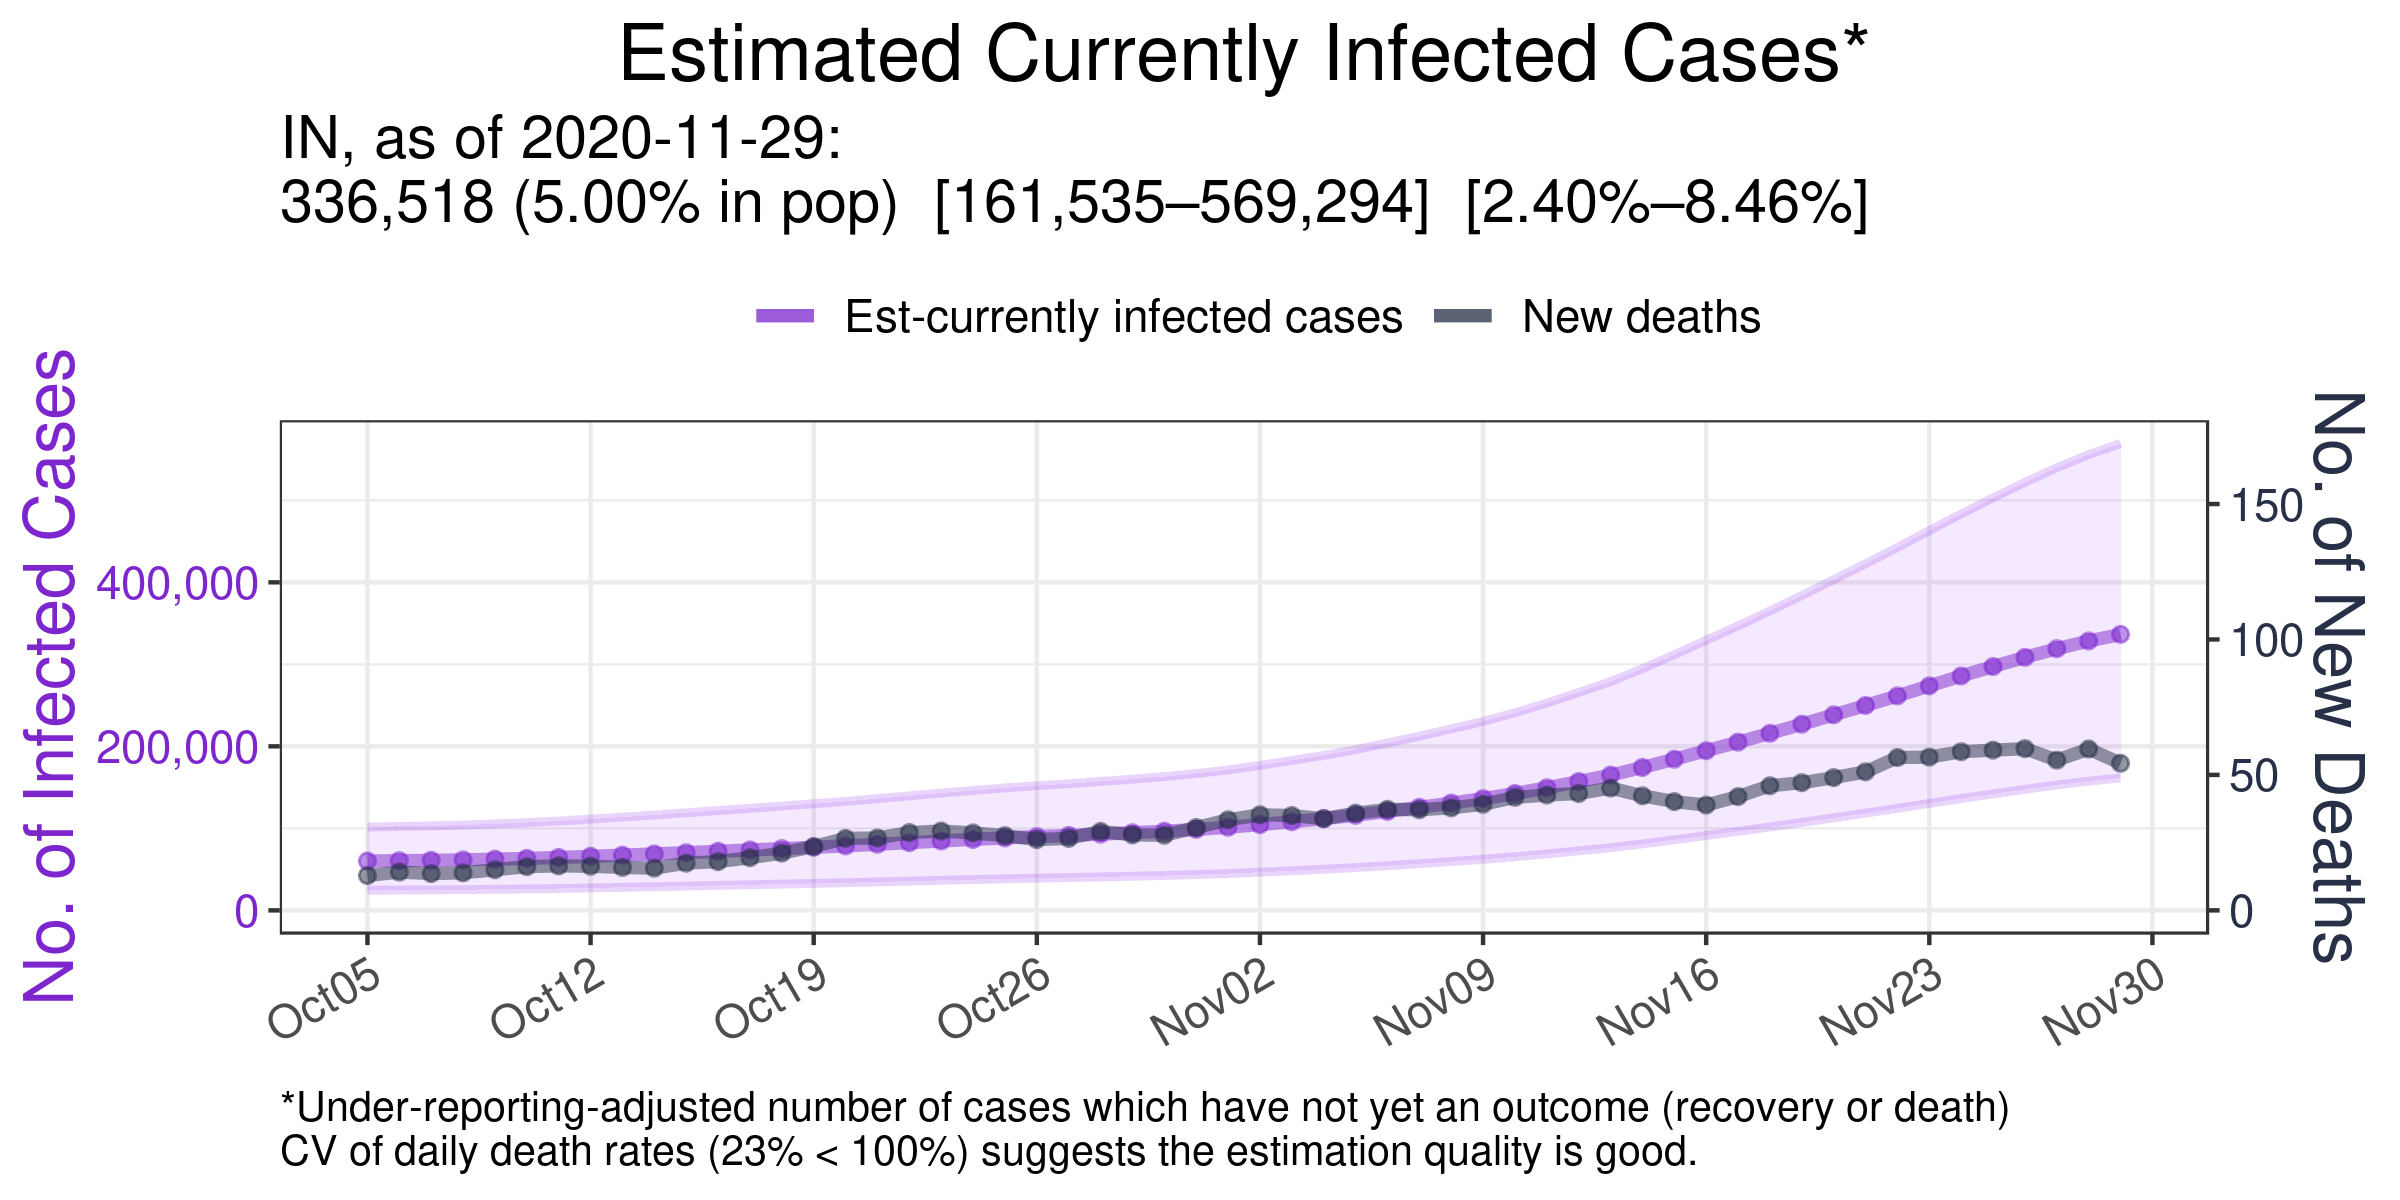 Estimated Currently Infected Cases*
IN, as of 2020-11-29:
336,518 (5.00% in pop)  [161,535–569,294]  [2.40%–8.46%]
Est-currently infected cases
New deaths
No. of Infected Cases
400,000
200,000
0
No. of New Deaths
150
100
50
0
Oct05
Oct12
Oct19
Oct26
Nov02
Nov09
Nov16
Nov23
Nov30
*Under-reporting-adjusted number of cases which have not yet an outcome (recovery or death)
CV of daily death rates (23% < 100%) suggests the estimation quality is good.